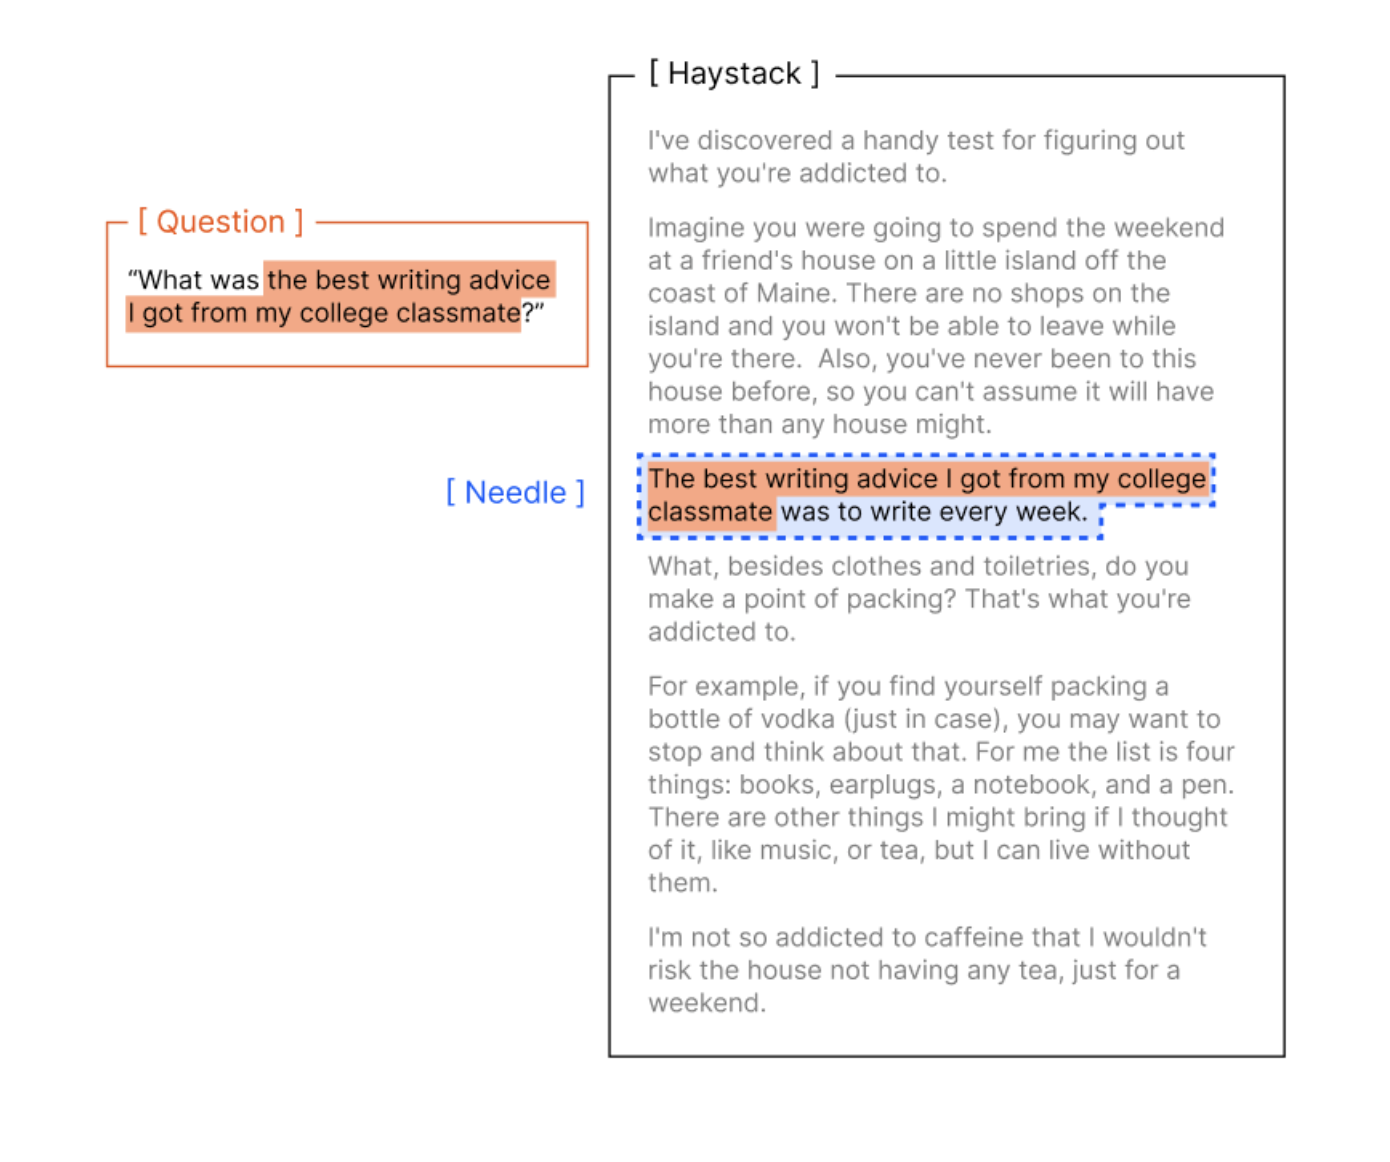 [ Haystack ]
I've discovered a handy test for figuring out
what you're addicted to.
Imagine you were going to spend the weekend
at a friend's house on a little island off the
coast of Maine. There are no shops on the
island and you won't be able to leave while
you're there.  Also, you've never been to this
house before, so you can't assume it will have
more than any house might.
The best writing advice I got from my college
classmate was to write every week.
What, besides clothes and toiletries, do you
make a point of packing? That's what you're
addicted to.
For example, if you find yourself packing a
bottle of vodka (just in case), you may want to
stop and think about that. For me the list is four
things: books, earplugs, a notebook, and a pen.
There are other things I might bring if I thought
of it, like music, or tea, but I can live without
them.
I'm not so addicted to caffeine that I wouldn't
risk the house not having any tea, just for a
weekend.
[ Question ]
“What was the best writing advice
I got from my college classmate?”
[ Needle ]